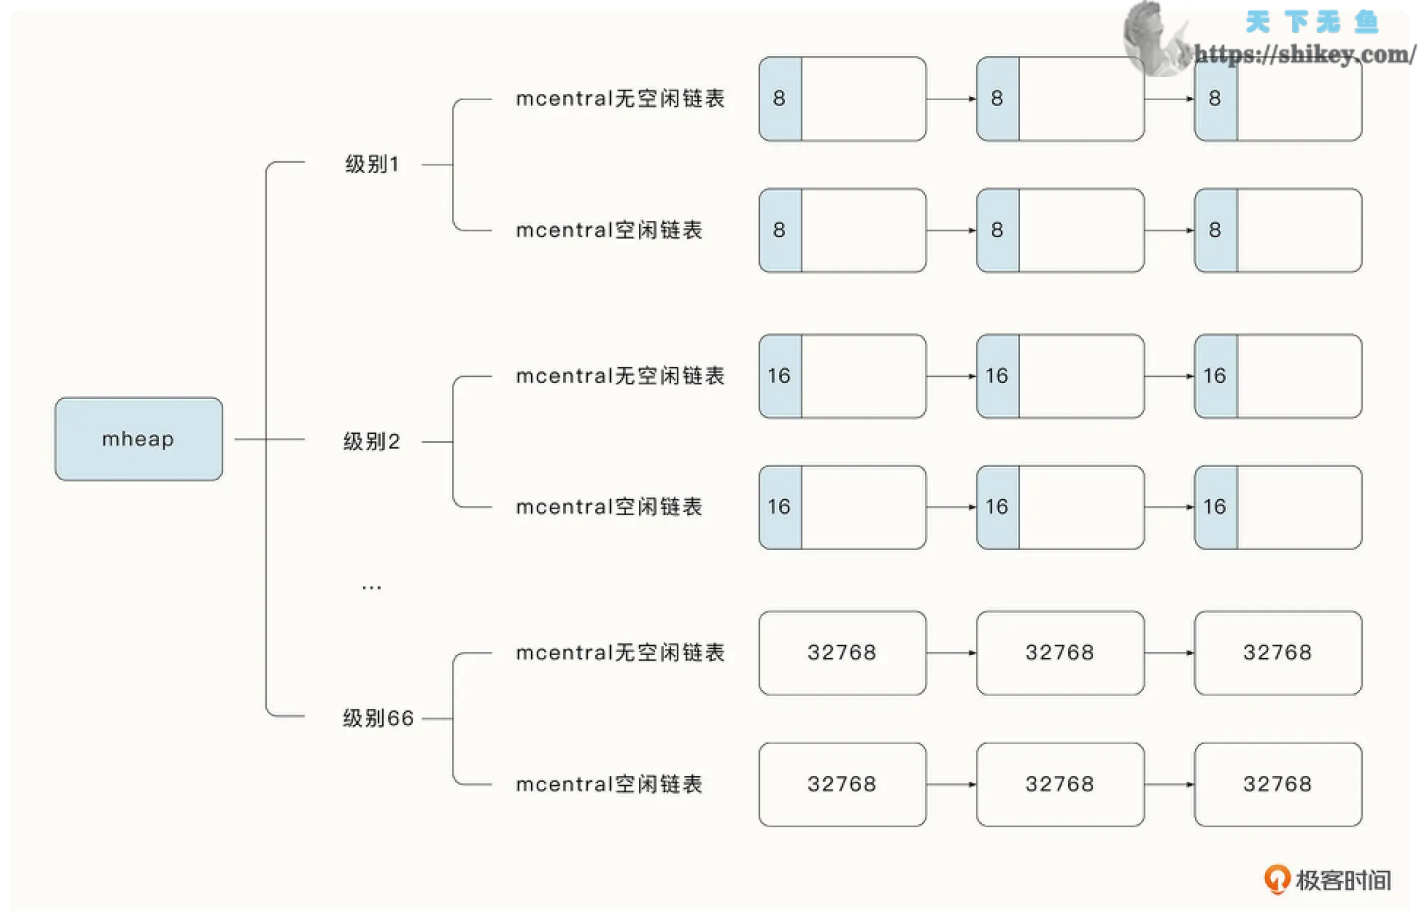 天下无鱼
https://shikey.com/
mcentral无空闲链表 8 8 8
级别1
mcentral空闲链表 8 8 8
mcentral无空闲链表 16 16 16
mheap
级别2
mcentral空闲链表 16 16 16
...
mcentral无空闲链表 32768 32768 32768
级别66
mcentral空闲链表 32768 32768 32768
极客时间